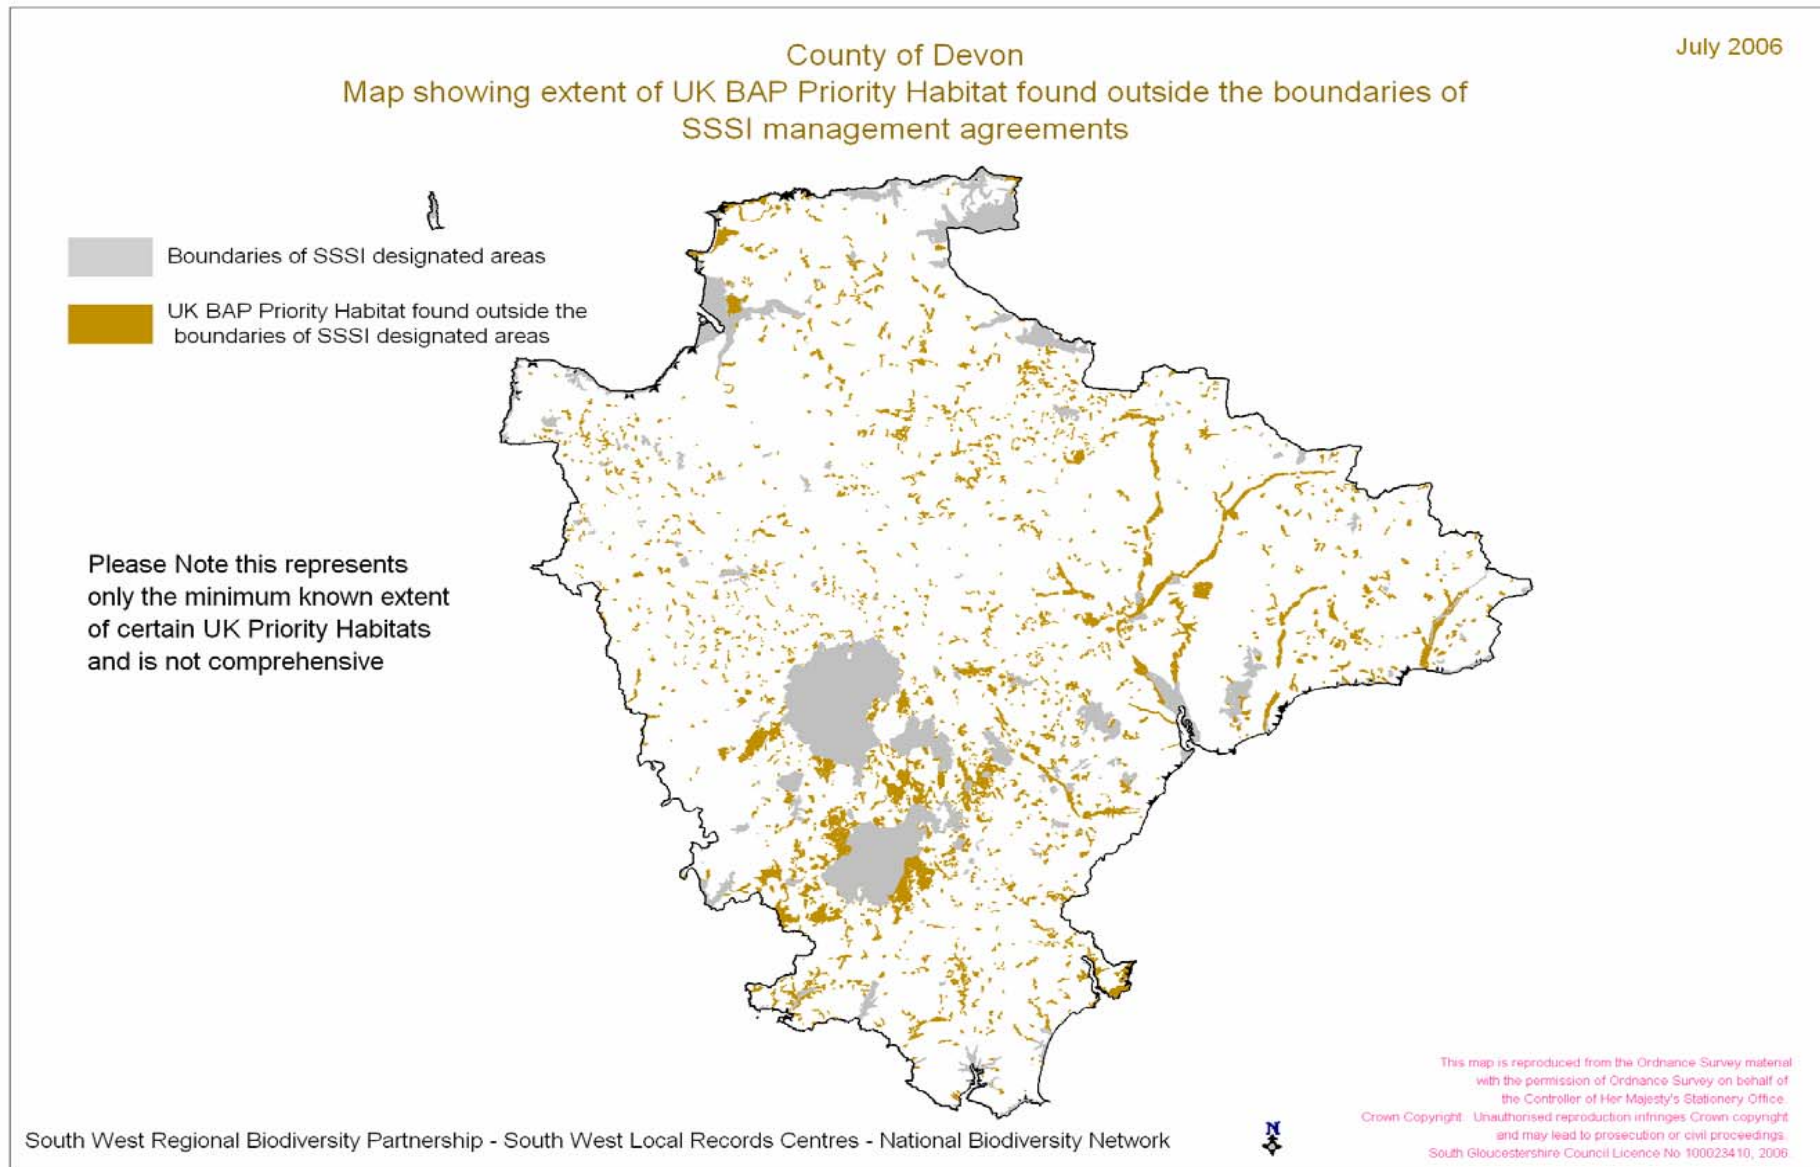 July 2006
County of Devon
Map showing extent of UK BAP Priority Habitat found outside the boundaries of
SSSI management agreements
Boundaries of SSSI designated areas
UK BAP Priority Habitat found outside the
boundaries of SSSI designated areas
Please Note this represents
only the minimum known extent
of certain UK Priority Habitats
and is not comprehensive
This map is reproduced from the Ordnance Survey material
with the permission of Ordnance Survey on behalf of
the Controller of Her Majesty's Stationery Office.
Crown Copyright. Unauthorised reproduction infringes Crown copyright
and may lead to prosecution or civil proceedings.
South Gloucestershire Council Licence No 100023410, 2006.
South West Regional Biodiversity Partnership - South West Local Records Centres - National Biodiversity Network
N